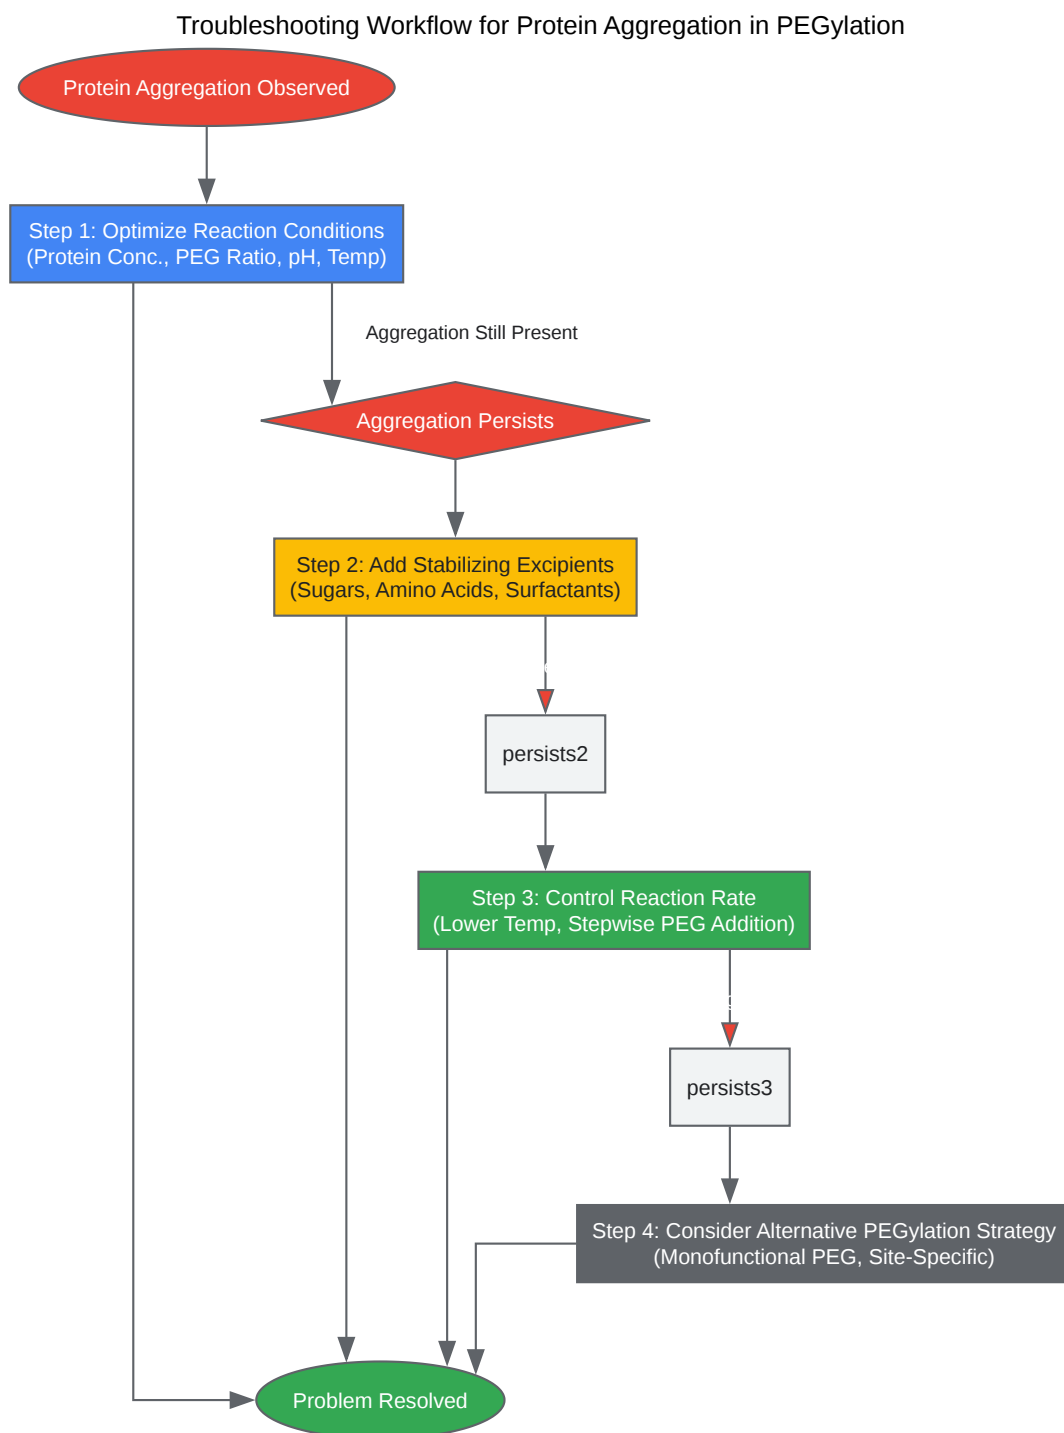 Troubleshooting Workflow for Protein Aggregation in PEGylation
Protein Aggregation Observed
Step 1: Optimize Reaction Conditions
(Protein Conc., PEG Ratio, pH, Temp)
Aggregation Still Present
Aggregation Persists
Step 2: Add Stabilizing Excipients
(Sugars, Amino Acids, Surfactants)
persists2
Step 3: Control Reaction Rate
(Lower Temp, Stepwise PEG Addition)
persists3
Step 4: Consider Alternative PEGylation Strategy
(Monofunctional PEG, Site-Specific)
Problem Resolved